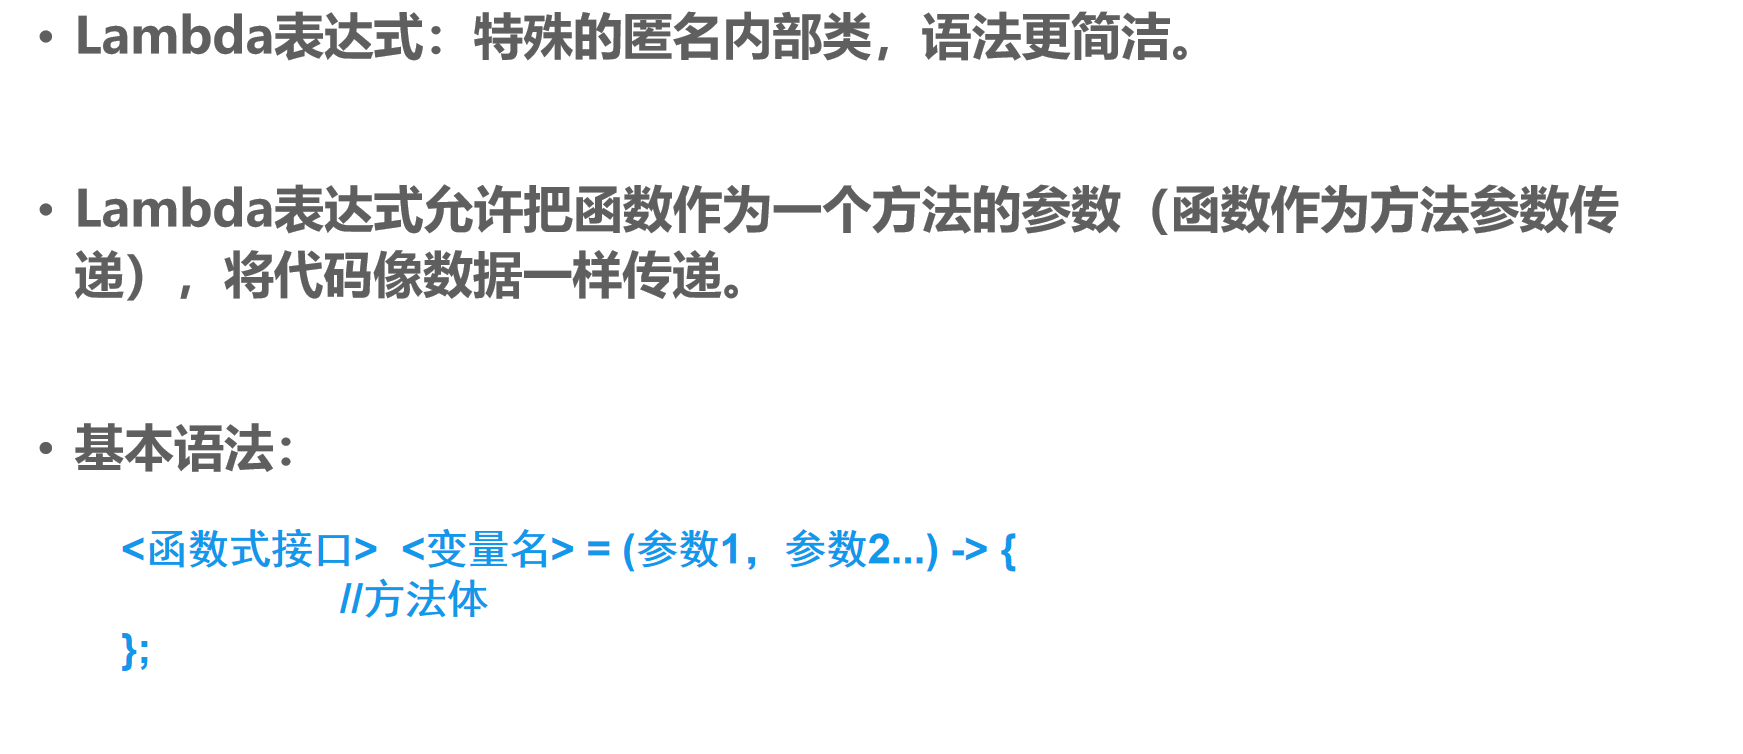 • Lambda表达式：特殊的匿名内部类，语法更简洁。
• Lambda表达式允许把函数作为一个方法的参数（函数作为方法参数传
递），将代码像数据一样传递。
• 基本语法：
<函数式接口> <变量名> = (参数1，参数2...) -> {
//方法体
};